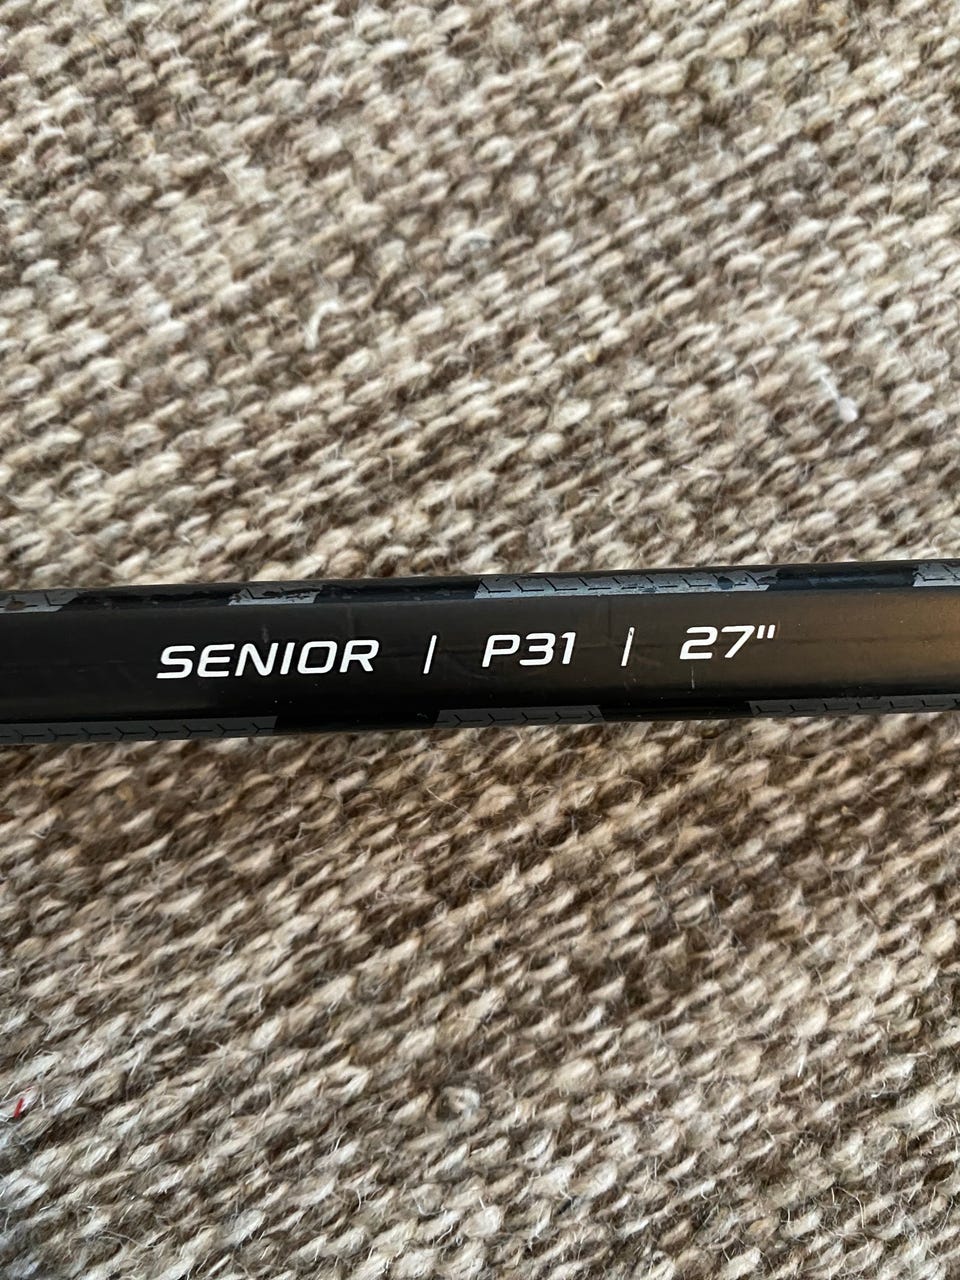 SENIOR / P31 / 27"